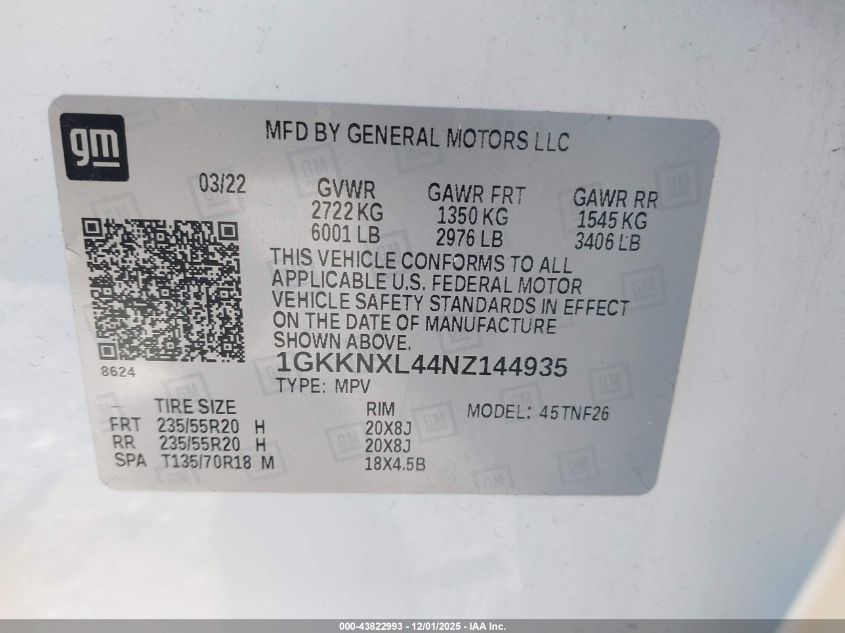 gm
MFD BY GENERAL MOTORS LLC
03/22 GVWR GAWR FRT GAWR RR
2722 KG 1350 KG 1545 KG
6001 LB 2976 LB 3406 LB
THIS VEHICLE CONFORMS TO ALL
APPLICABLE U.S. FEDERAL MOTOR
VEHICLE SAFETY STANDARDS IN EFFECT
ON THE DATE OF MANUFACTURE
SHOWN ABOVE.
8624
1GKKNXL44NZ144935
TYPE: MPV
TIRE SIZE RIM MODEL: 45TNF26
FRT 235/55R20 H 20X8J
RR 235/55R20 H 20X8J
SPA T135/70R18 M 18X4.5B
000-43822993 - 12/01/2025 - IAA Inc.